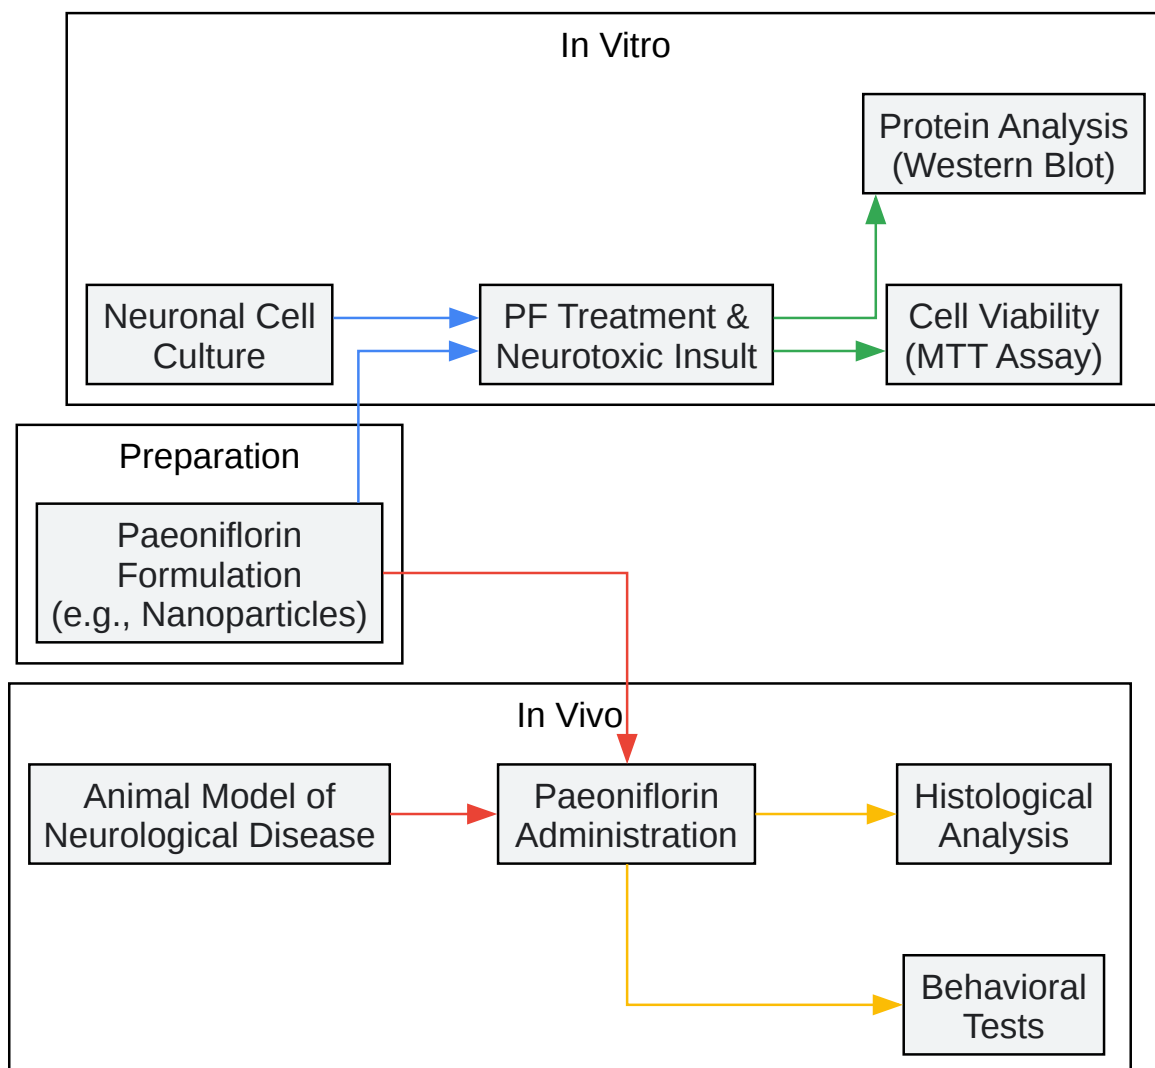 In Vitro
Protein Analysis
(Western Blot)
Neuronal Cell
Culture
PF Treatment &
Neurotoxic Insult
Cell Viability
(MTT Assay)
Preparation
Paeoniflorin
Formulation
(e.g., Nanoparticles)
In Vivo
Animal Model of
Neurological Disease
Paeoniflorin
Administration
Histological
Analysis
Behavioral
Tests